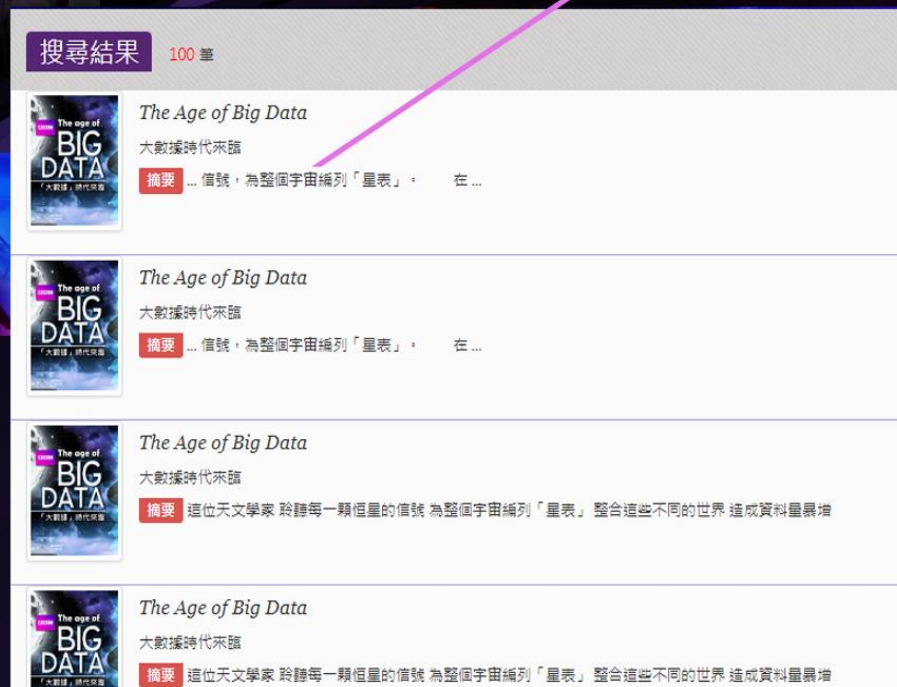 搜尋結果 100 筆
The age of
BIG
DATA
「大數據」時代來臨
The Age of Big Data
大數據時代來臨
摘要 ... 信號，為整個宇宙編列「星表」。 在 ...
The age of
BIG
DATA
「大數據」時代來臨
The Age of Big Data
大數據時代來臨
摘要 ... 信號，為整個宇宙編列「星表」。 在 ...
The age of
BIG
DATA
「大數據」時代來臨
The Age of Big Data
大數據時代來臨
摘要 這位天文學家 聆聽每一顆恒星的信號 為整個宇宙編列「星表」 整合這些不同的世界 造成資料量暴增
The age of
BIG
DATA
「大數據」時代來臨
The Age of Big Data
大數據時代來臨
摘要 這位天文學家 聆聽每一顆恒星的信號 為整個宇宙編列「星表」 整合這些不同的世界 造成資料量暴增